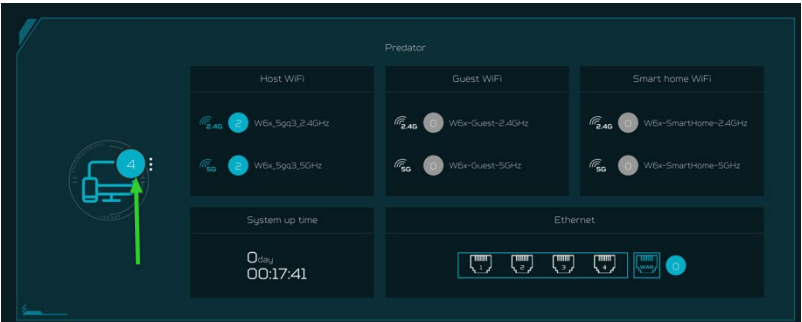 Predator
Host WiFi
Guest WiFi
Smart home WiFi
2.4G 2 W6x_5gq3_2.4GHz
2.4G 0 W6x-Guest-2.4GHz
2.4G 0 W6x-SmartHome-2.4GHz
4
5G 2 W6x_5gq3_5GHz
5G 0 W6x-Guest-5GHz
5G 0 W6x-SmartHome-5GHz
System up time
Ethernet
0day
00:17:41
1 2 3 4 WAN 0